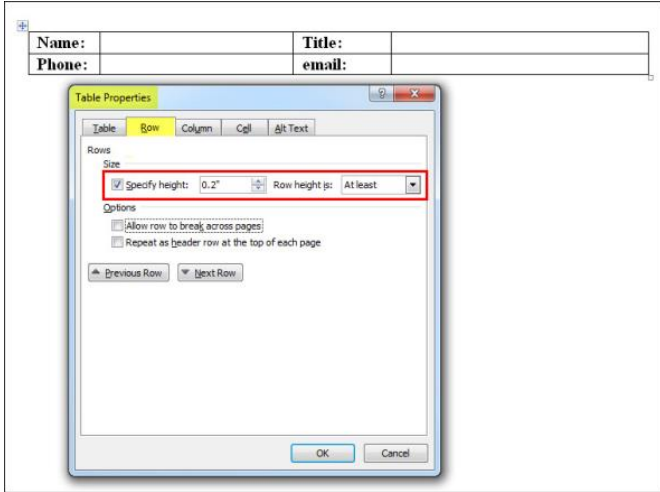 Name: Title:
Phone: email:
Table Properties
Table Row Column Cell Alt Text
Rows
Size
Specify height: 0.2" Row height is: At least
Options
Allow row to break across pages
Repeat as header row at the top of each page
Previous Row Next Row
OK Cancel